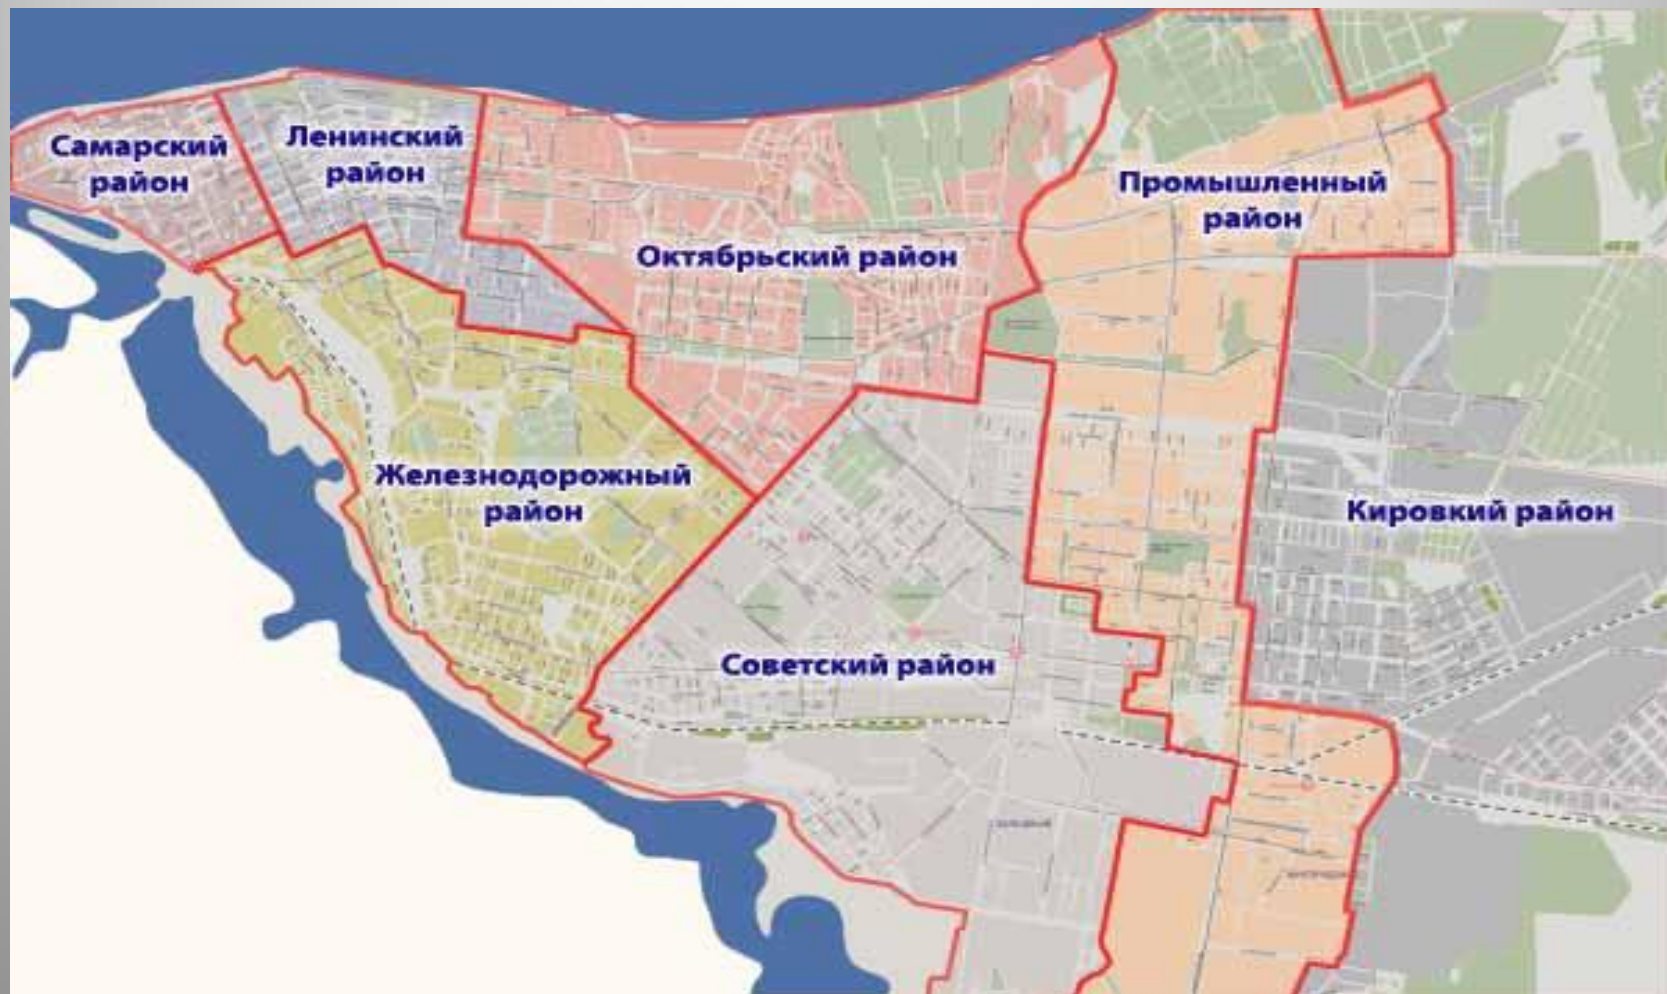 Самарский
район
Ленинский
район
Промышленный
район
Октябрьский район
Железнодорожный
район
Кировкий район
Советский район